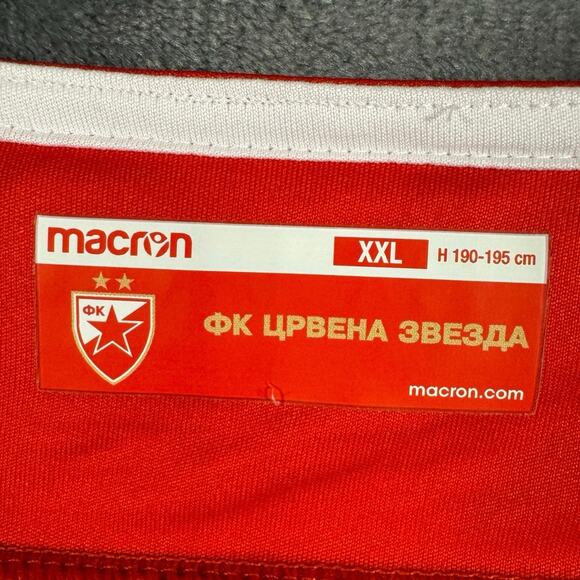 macron XXL H 190-195 cm
ФК
ФК ЦРВЕНА ЗВЕЗДА
macron.com